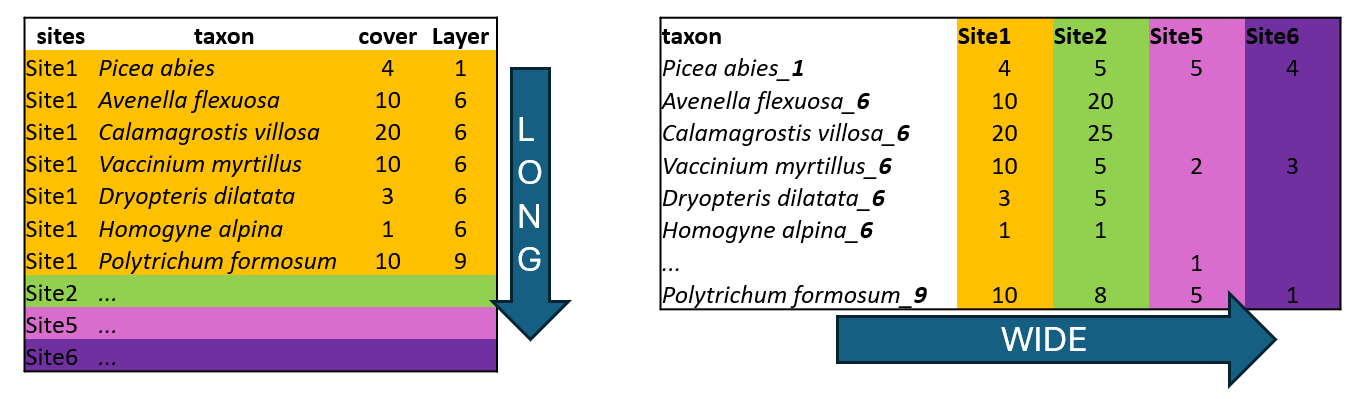 sites taxon cover Layer
Site1 Picea abies 4 1
Site1 Avenella flexuosa 10 6
Site1 Calamagrostis villosa 20 6
Site1 Vaccinium myrtillus 10 6
Site1 Dryopteris dilatata 3 6
Site1 Homogyne alpina 1 6
Site1 Polytrichum formosum 10 9
Site2 ...
Site5 ...
Site6 ...
L
O
N
G
taxon Site1 Site2 Site5 Site6
Picea abies_1 4 5 5 4
Avenella flexuosa_6 10 20
Calamagrostis villosa_6 20 25
Vaccinium myrtillus_6 10 5 2 3
Dryopteris dilatata_6 3 5
Homogyne alpina_6 1 1
... 1
Polytrichum formosum_9 10 8 5 1
WIDE